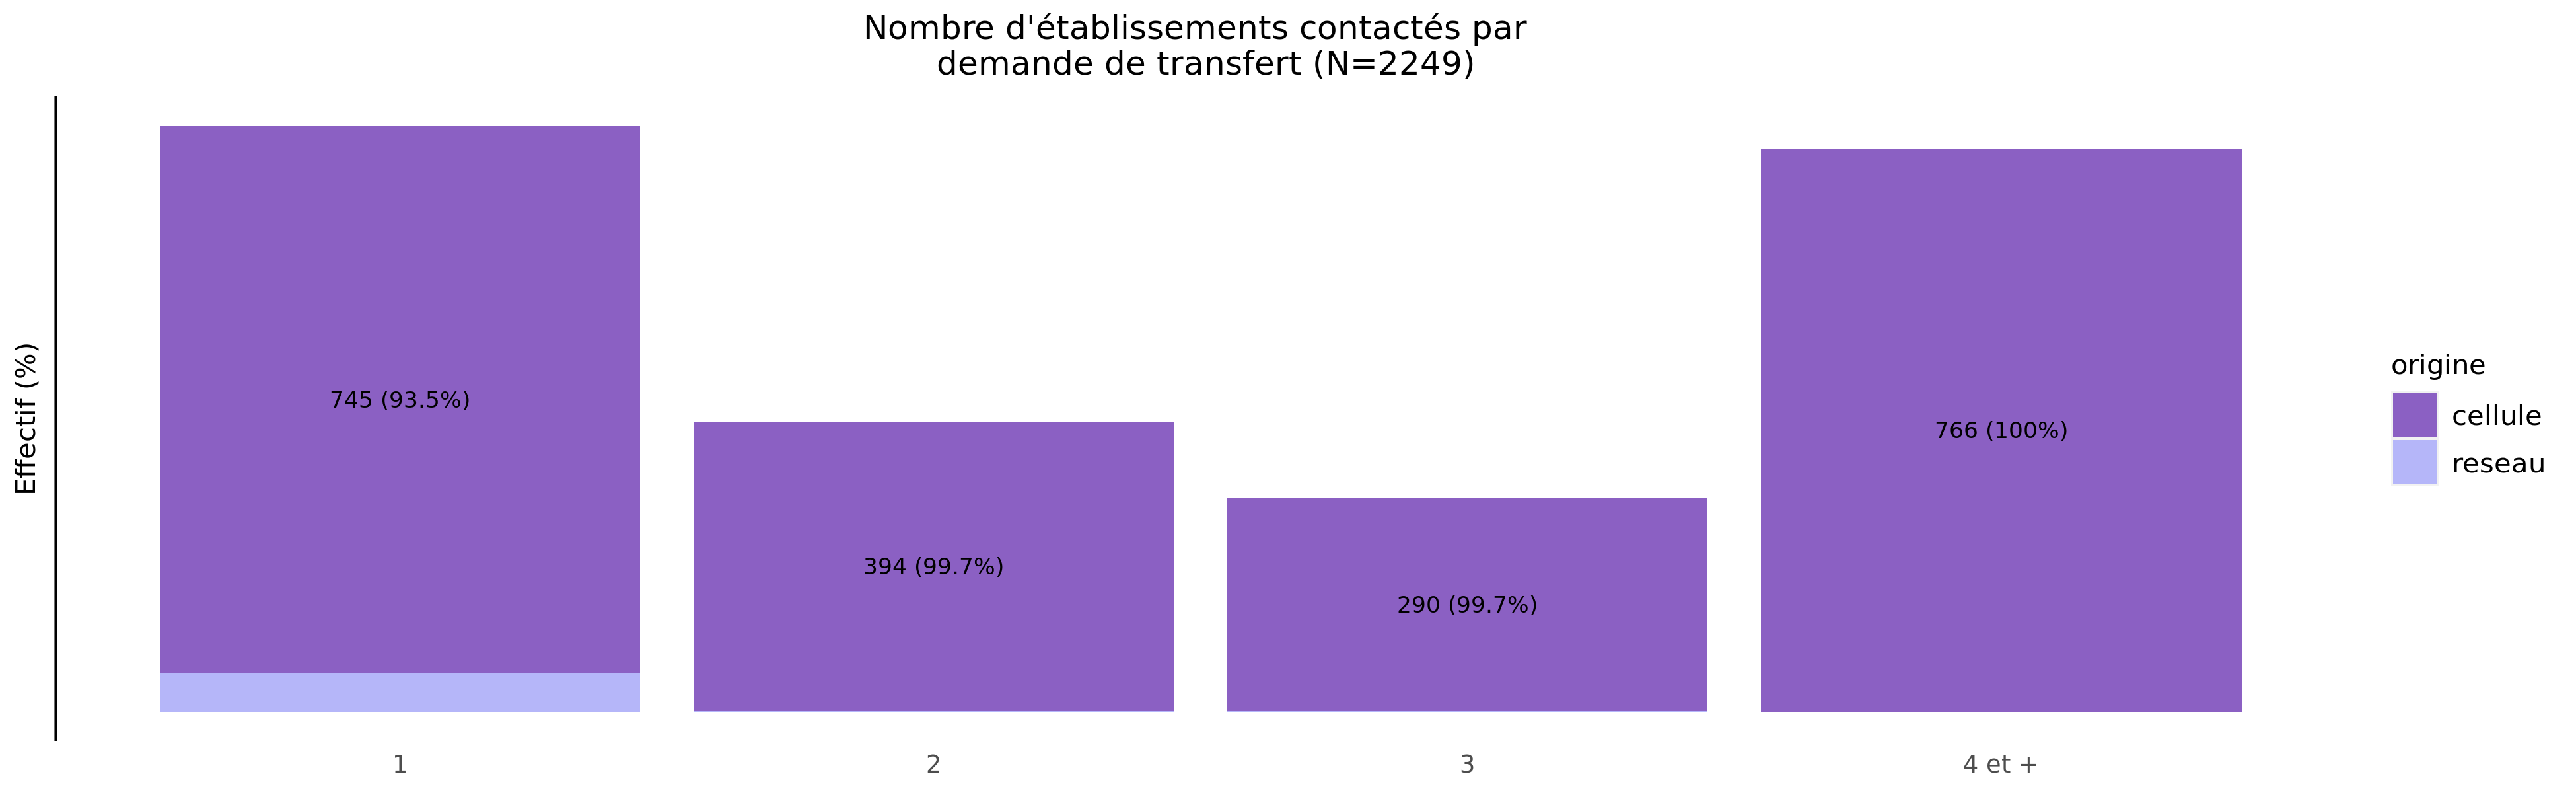 Nombre d'établissements contactés par
demande de transfert (N=2249)
Effectif (%)
745 (93.5%)
394 (99.7%)
290 (99.7%)
766 (100%)
1
2
3
4 et +
origine
cellule
reseau